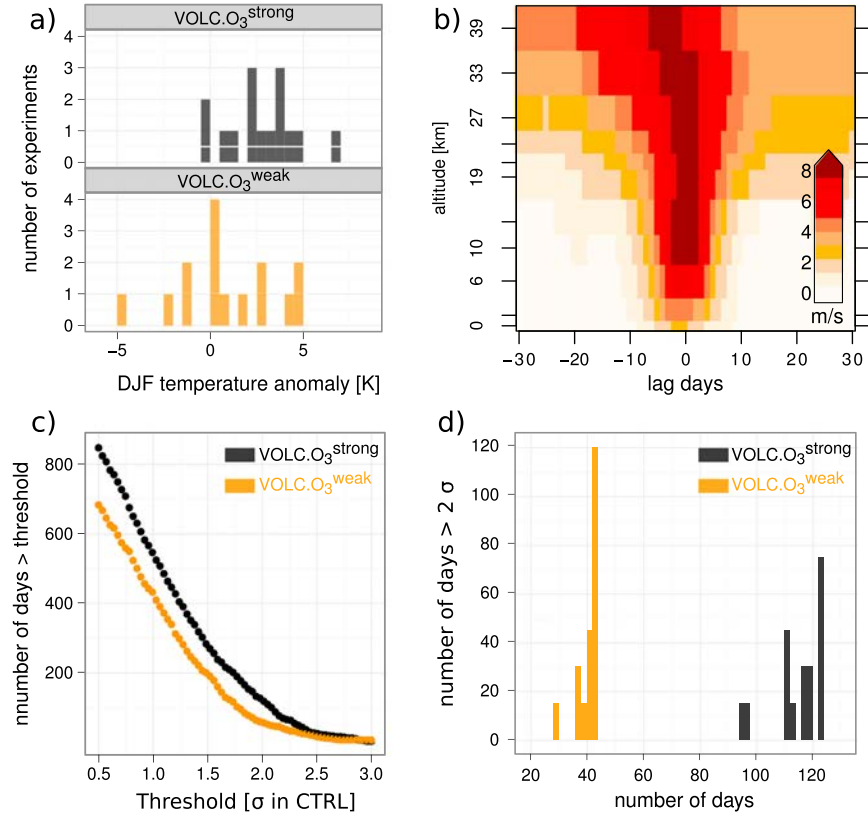 a)
VOLC.O3strong
4
3
2
1
0
VOLC.O3weak
4
3
2
1
0
number of experiments
−5 0 5
DJF temperature anomaly [K]
b)
39
33
27
19
10
6
0
altitude [km]
8
6
4
2
0
m/s
−30 −20 −10 0 10 20 30
lag days
c)
VOLC.O3strong
VOLC.O3weak
800
600
400
200
nnumber of days > threshold
0.5 1.0 1.5 2.0 2.5 3.0
Threshold [σ in CTRL]
d)
VOLC.O3strong
VOLC.O3weak
120
100
80
60
40
20
0
nnumber of days > 2 σ
20 40 60 80 100 120
number of days